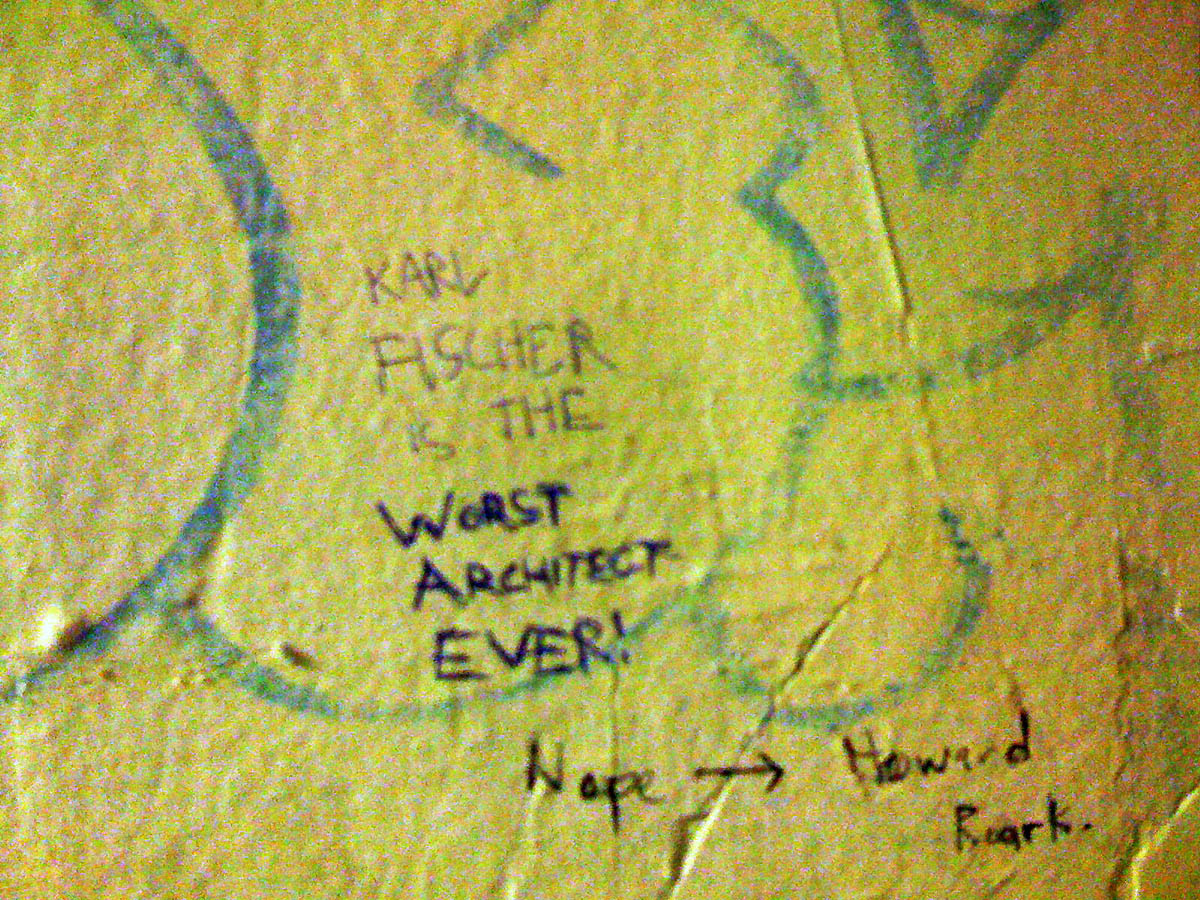 KARL
FISCHER
is THE
WORST
ARCHITECT
EVER!
Nope → Howard
Roark.